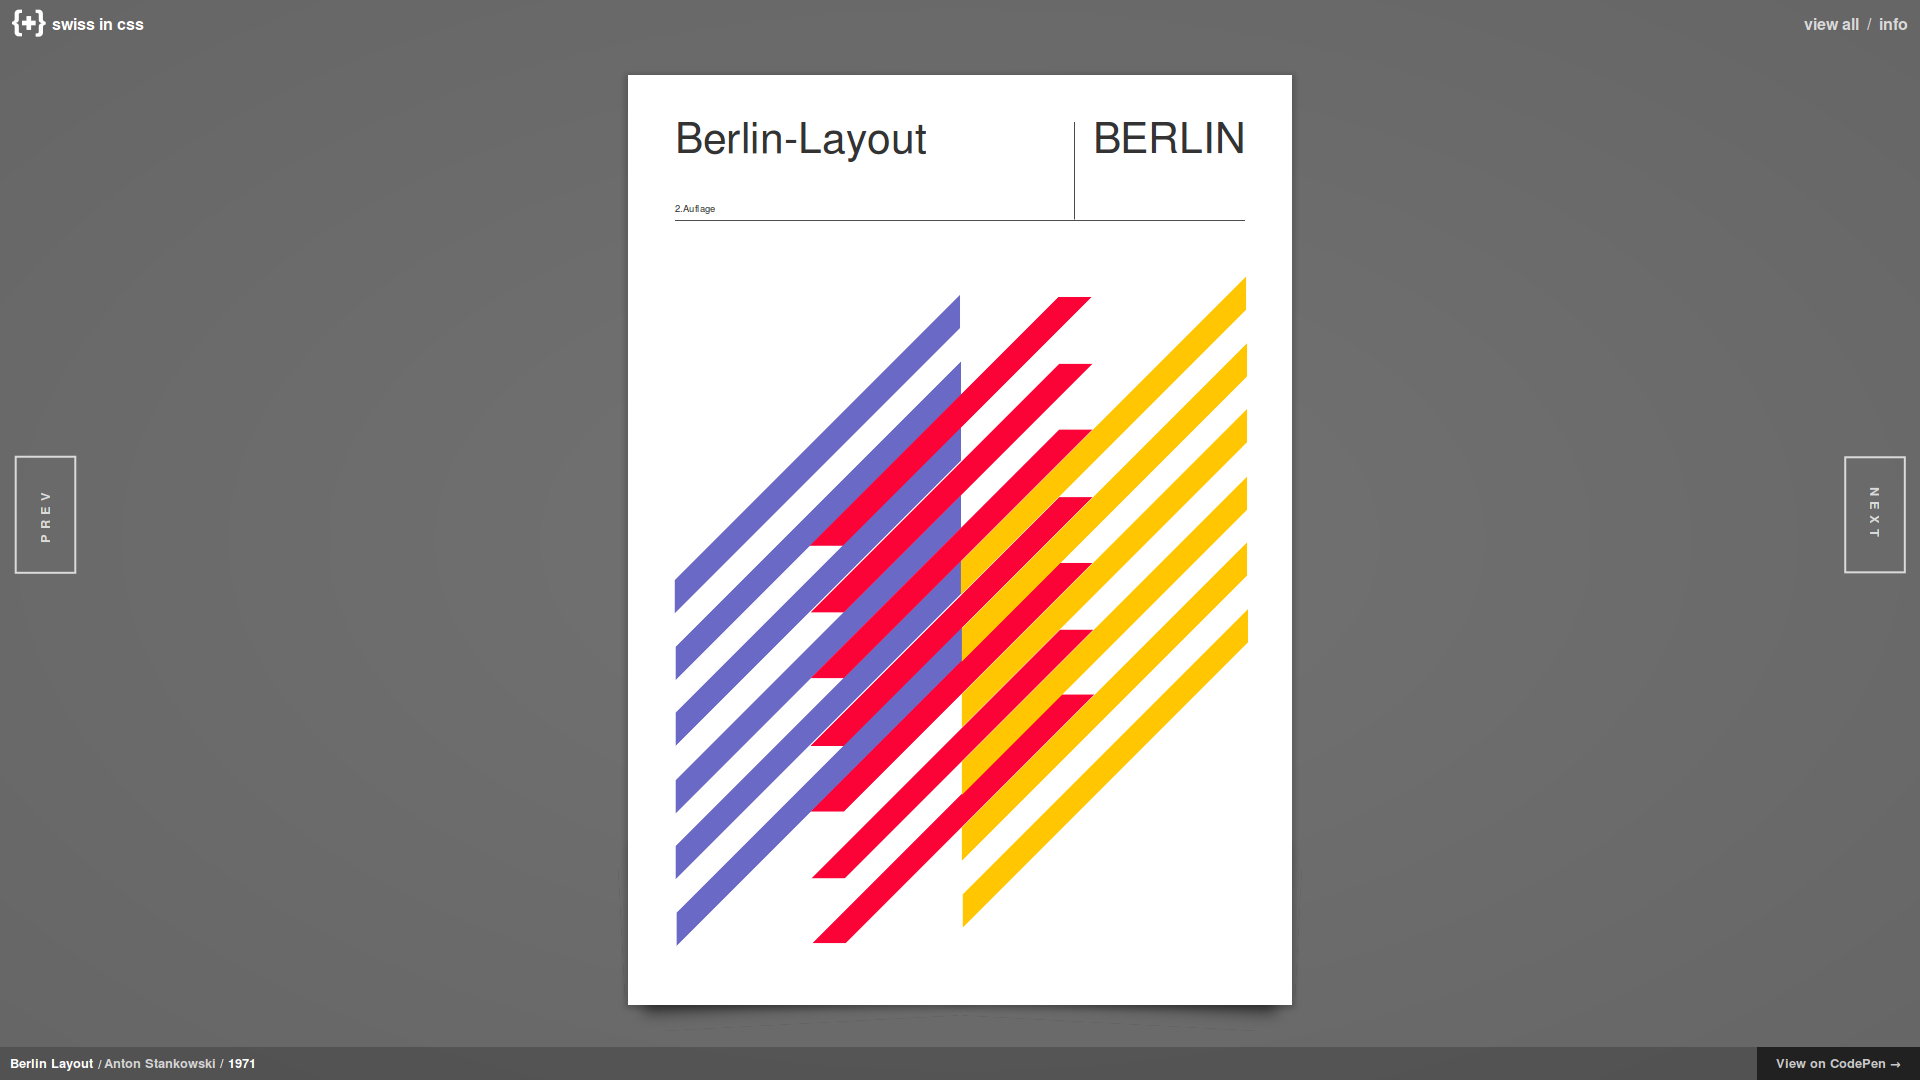 {+} swiss in css
view all / info
Berlin-Layout
BERLIN
2.Auflage
PREV
NEXT
Berlin Layout / Anton Stankowski / 1971
View on CodePen →